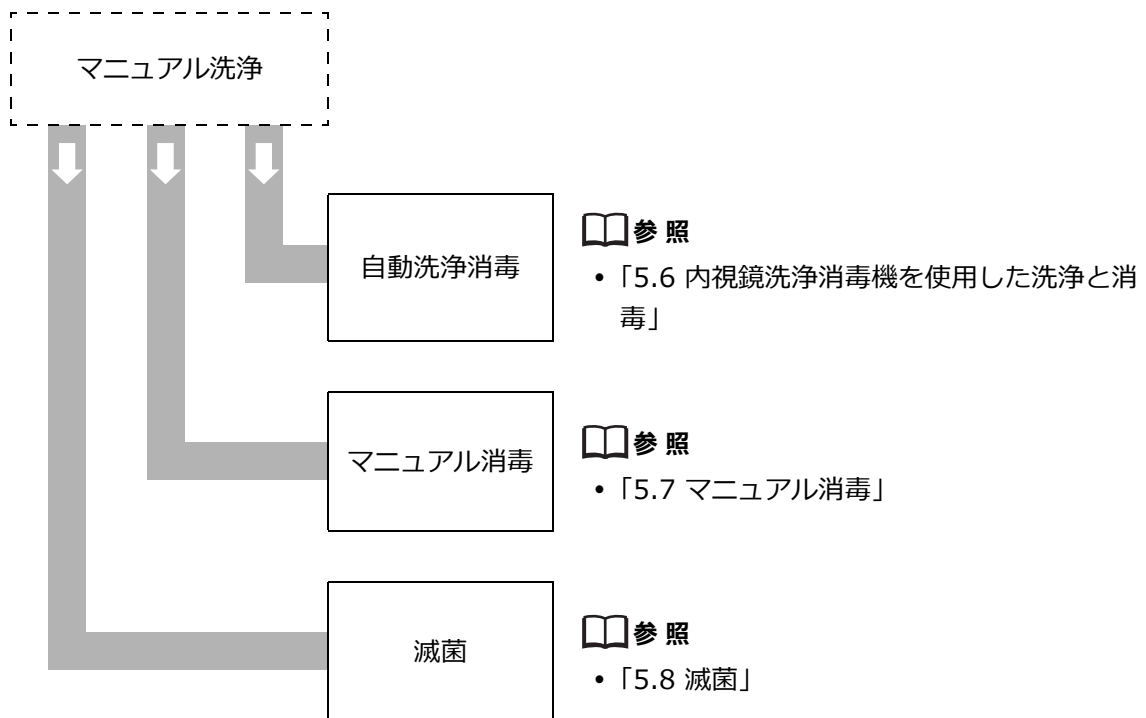 マニュアル洗浄
自動洗浄消毒
参 照
•「5.6 内視鏡洗浄消毒機を使用した洗浄と消
毒」
マニュアル消毒
参 照
•「5.7 マニュアル消毒」
滅菌
参 照
•「5.8 滅菌」